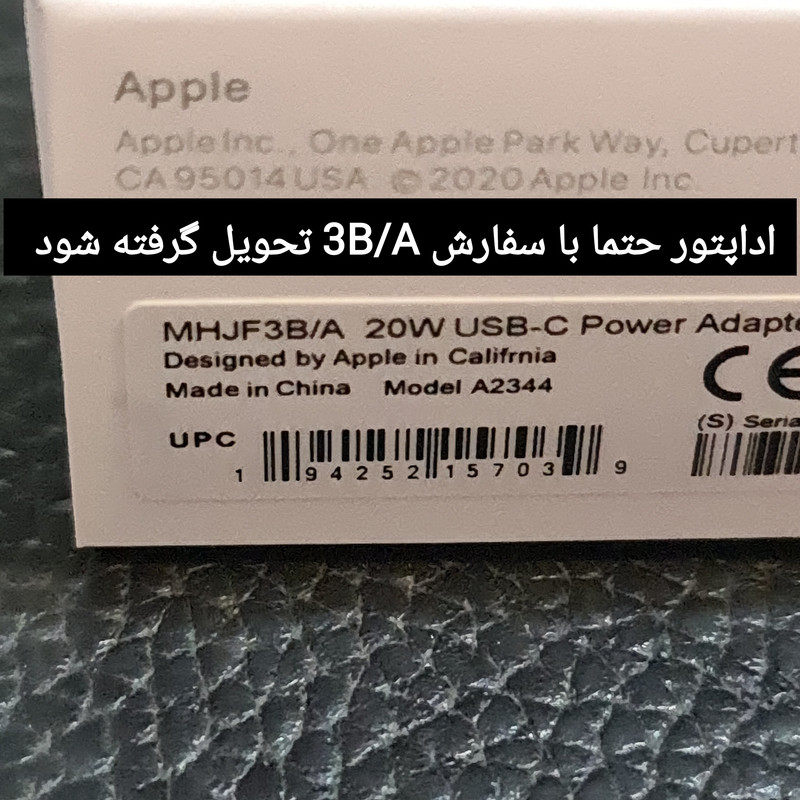 Apple
Apple Inc., One Apple Park Way, Cupert
CA 95014 USA © 2020 Apple Inc
اداپتور حتما با سفارش 3B/A تحویل گرفته شود
MHJF3B/A 20W USB-C Power Adapte
Designed by Apple in Califrnia
Made in China Model A2344
CE
(S) Seria
UPC
1 94252 15703 9